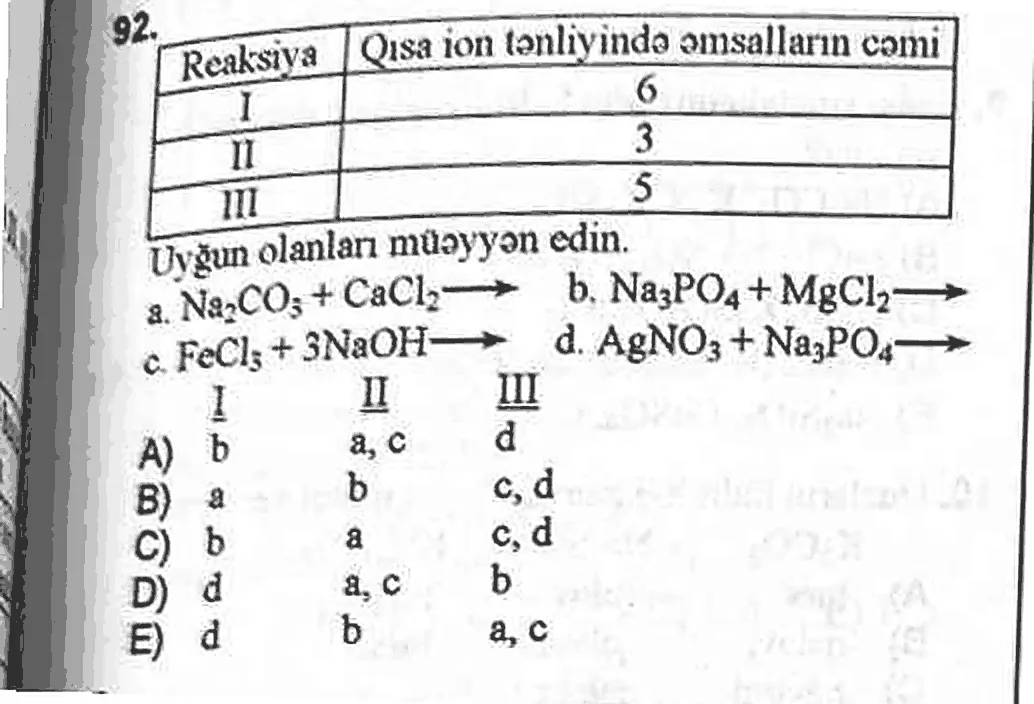 92.
Reaksiya Qısa ion tənliyində əmsalların cəmi
I 6
II 3
III 5
Uyğun olanları müəyyən edin.
a. Na₂CO₃ + CaCl₂⟶ b. Na₃PO₄ + MgCl₂⟶
c. FeCl₃ + 3NaOH⟶ d. AgNO₃ + Na₃PO₄⟶
I II III
A) b a, c d
B) a b c, d
C) b a c, d
D) d a, c b
E) d b a, c